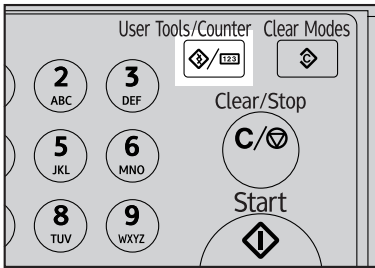 User Tools/Counter Clear Modes
123
C
2
ABC
3
DEF
Clear/Stop
C/
5
JKL
6
MNO
Start
8
TUV
9
WXYZ